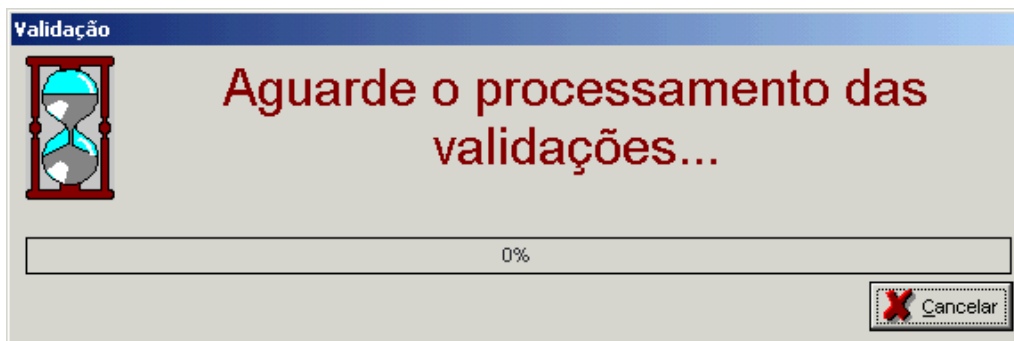 Validação
Aguarde o processamento das
validações...
0%
Cancelar